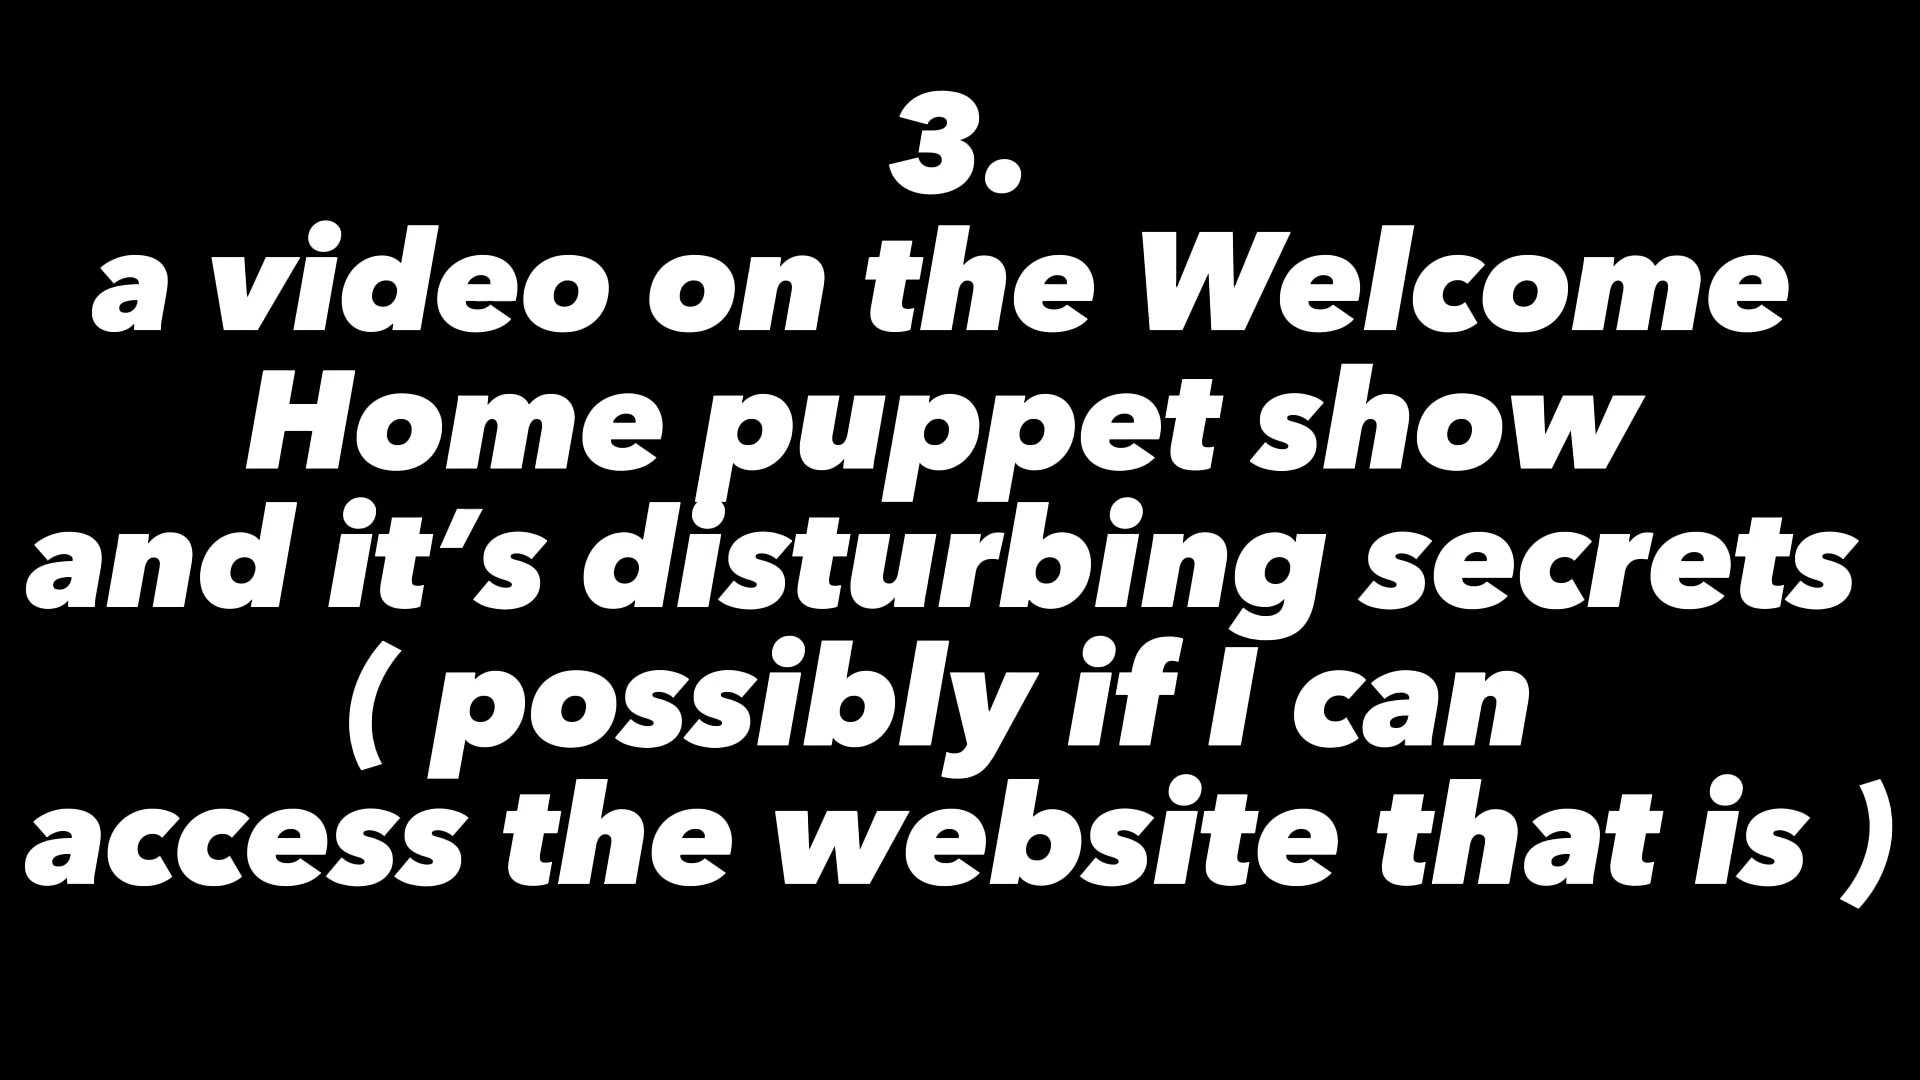 3.
a video on the Welcome
Home puppet show
and it’s disturbing secrets
( possibly if I can
access the website that is )